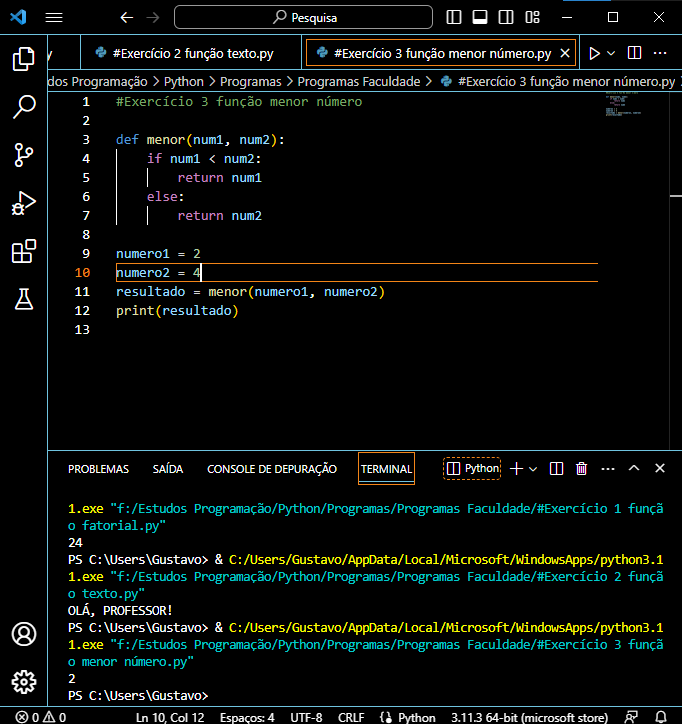 Pesquisa
y #Exercício 2 função texto.py #Exercício 3 função menor número.py
dos Programação > Python > Programas > Programas Faculdade > #Exercício 3 função menor número.py > ...
1 #Exercício 3 função menor número
2
3 def menor(num1, num2):
4 if num1 < num2:
5 return num1
6 else:
7 return num2
8
9 numero1 = 2
10 numero2 = 4
11 resultado = menor(numero1, numero2)
12 print(resultado)
13
PROBLEMAS SAÍDA CONSOLE DE DEPURAÇÃO TERMINAL Python
1.exe "f:/Estudos Programação/Python/Programas/Programas Faculdade/#Exercício 1 funçã
o fatorial.py"
24
PS C:\Users\Gustavo> & C:/Users/Gustavo/AppData/Local/Microsoft/WindowsApps/python3.1
1.exe "f:/Estudos Programação/Python/Programas/Programas Faculdade/#Exercício 2 funçã
o texto.py"
OLÁ, PROFESSOR!
PS C:\Users\Gustavo> & C:/Users/Gustavo/AppData/Local/Microsoft/WindowsApps/python3.1
1.exe "f:/Estudos Programação/Python/Programas/Programas Faculdade/#Exercício 3 funçã
o menor número.py"
2
PS C:\Users\Gustavo>
0 0 Ln 10, Col 12 Espaços: 4 UTF-8 CRLF Python 3.11.3 64-bit (microsoft store)